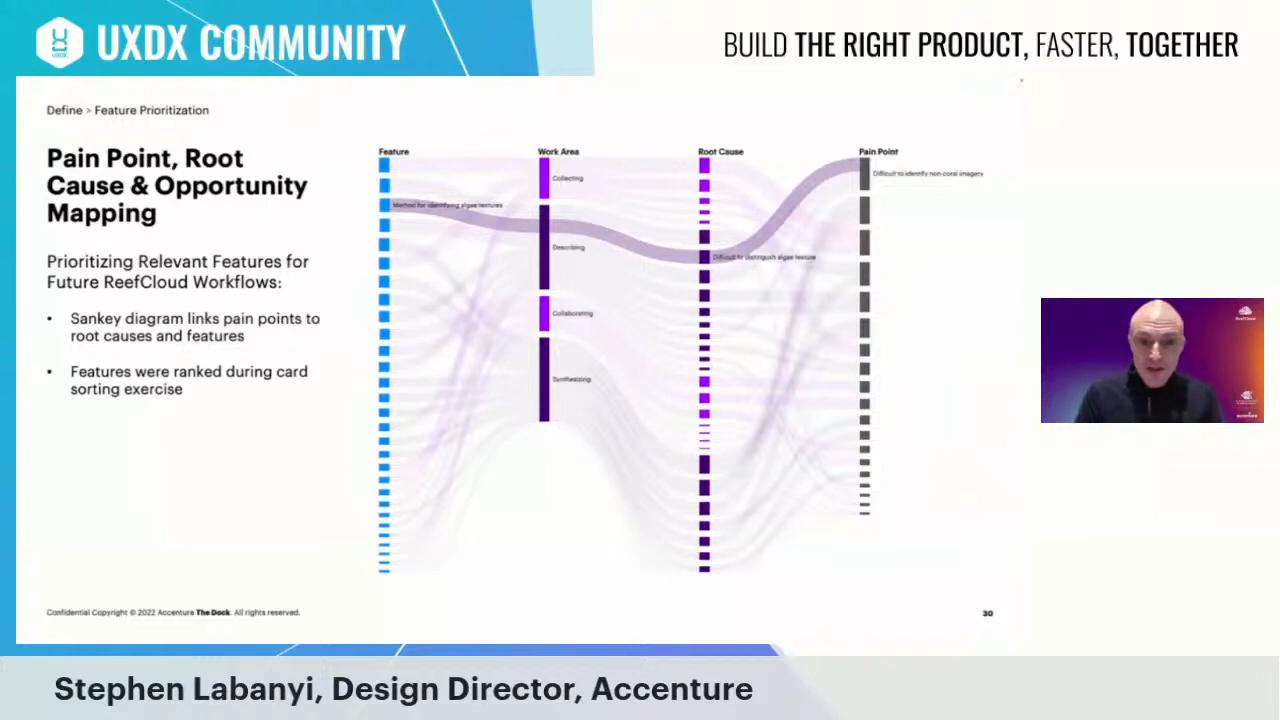 UXDX COMMUNITY
BUILD THE RIGHT PRODUCT, FASTER, TOGETHER
Define > Feature Prioritization
Pain Point, Root
Cause & Opportunity
Mapping
Prioritizing Relevant Features for
Future ReefCloud Workflows:
• Sankey diagram links pain points to
root causes and features
• Features were ranked during card
sorting exercise
Feature
Work Area
Root Cause
Pain Point
Method for identifying algae textures
Collecting
Describing
Collaborating
Synthesizing
Difficult to distinguish algae texture
Difficult to identify non-coral imagery
Confidential Copyright © 2022 Accenture The Dock. All rights reserved.
30
Stephen Labanyi, Design Director, Accenture